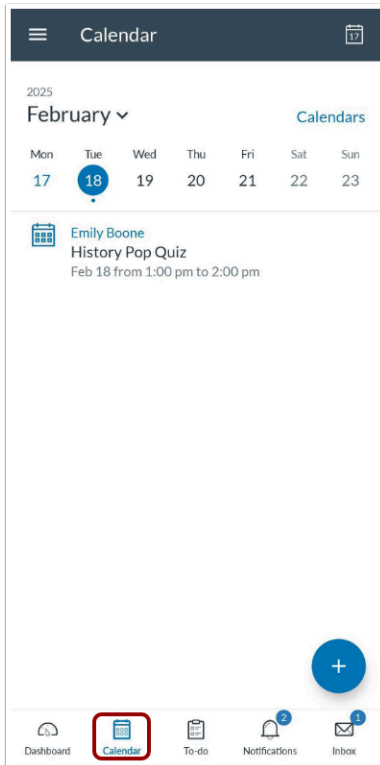 Calendar
17
2025
February
Calendars
Mon Tue Wed Thu Fri Sat Sun
17 18 19 20 21 22 23
Emily Boone
History Pop Quiz
Feb 18 from 1:00 pm to 2:00 pm
+
2 1
Dashboard Calendar To-do Notifications Inbox